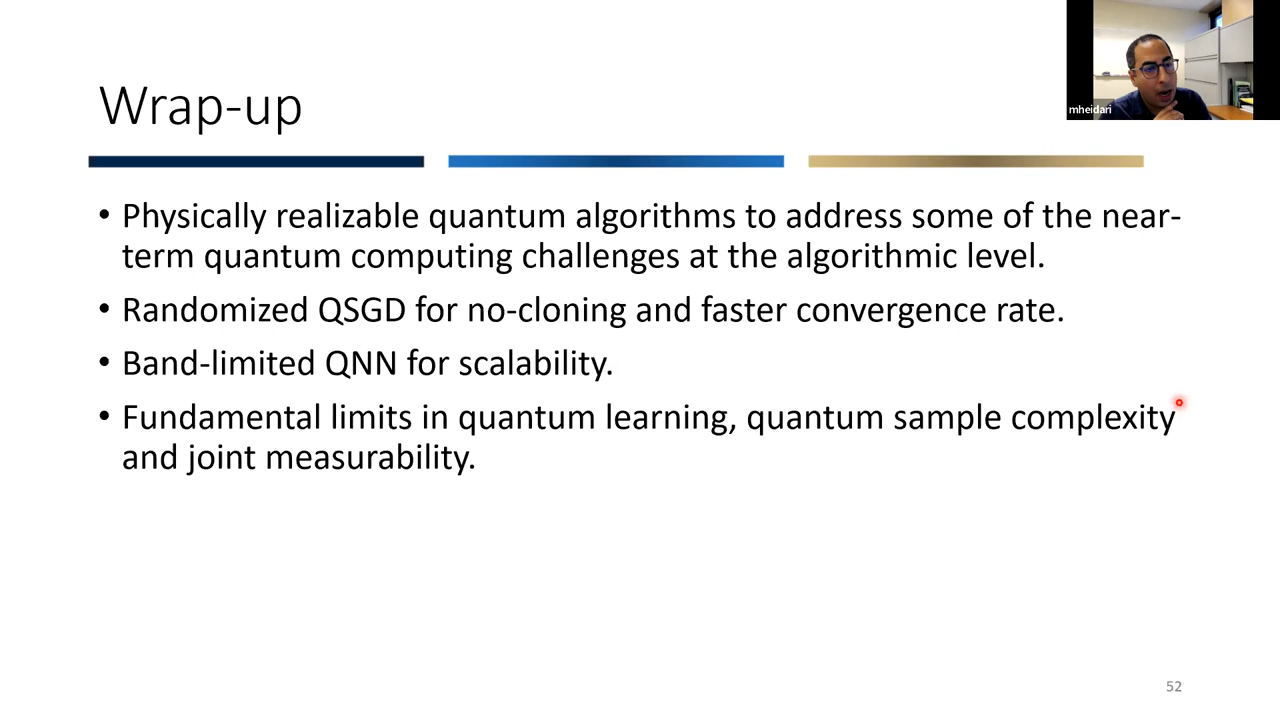 mheidari
Wrap-up
• Physically realizable quantum algorithms to address some of the near-
term quantum computing challenges at the algorithmic level.
• Randomized QSGD for no-cloning and faster convergence rate.
• Band-limited QNN for scalability.
• Fundamental limits in quantum learning, quantum sample complexity
and joint measurability.
52